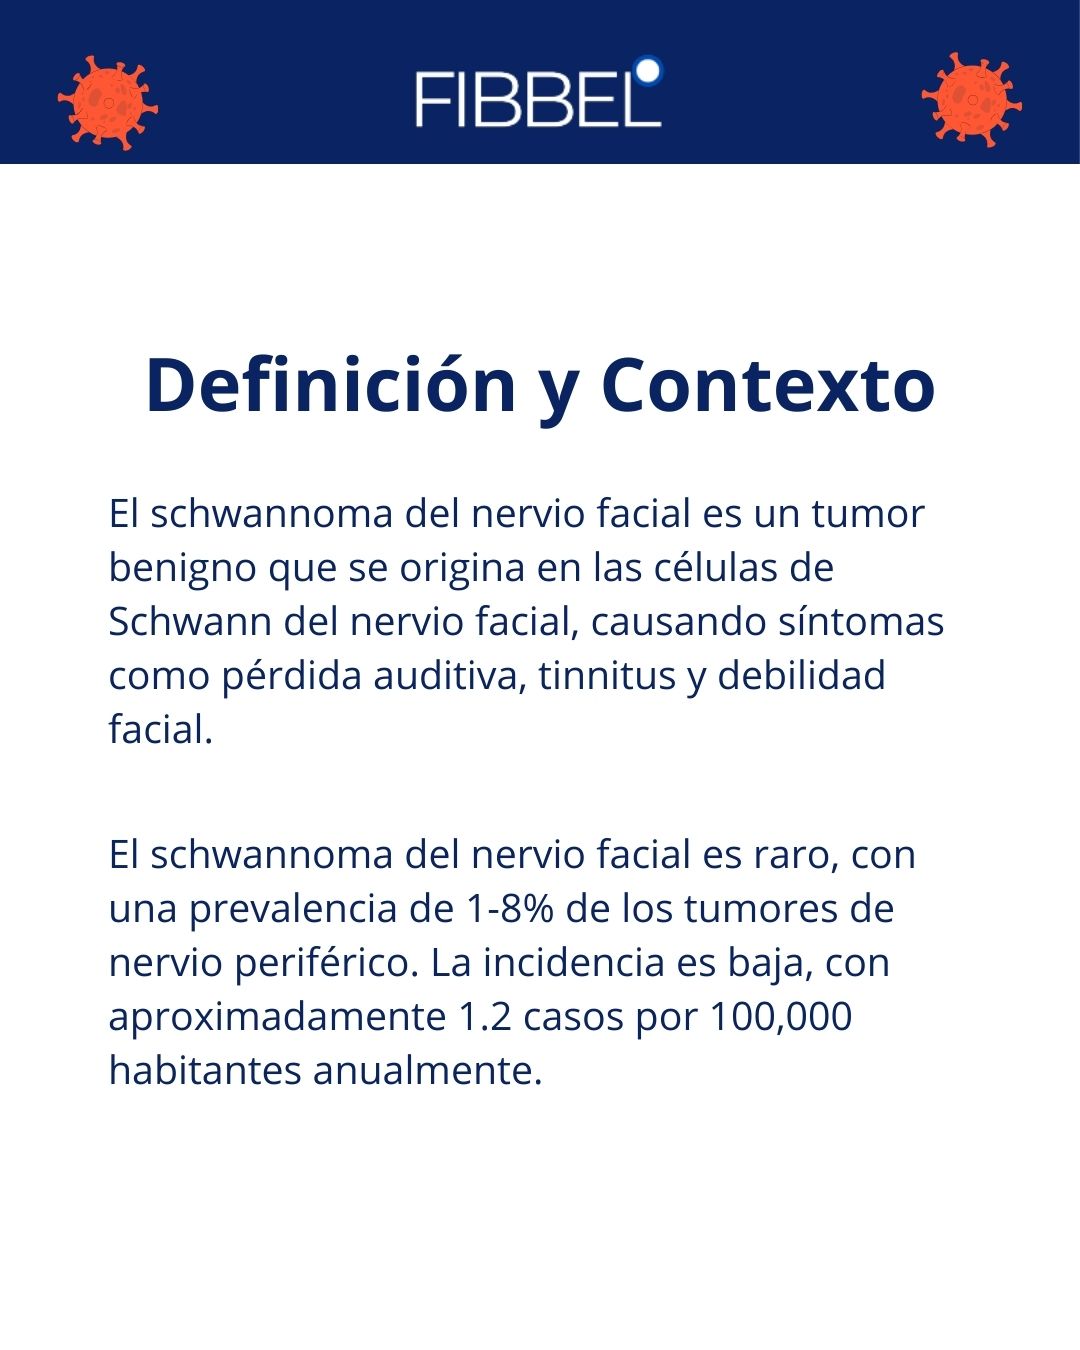 FIBBEL
Definición y Contexto
El schwannoma del nervio facial es un tumor
benigno que se origina en las células de
Schwann del nervio facial, causando síntomas
como pérdida auditiva, tinnitus y debilidad
facial.
El schwannoma del nervio facial es raro, con
una prevalencia de 1-8% de los tumores de
nervio periférico. La incidencia es baja, con
aproximadamente 1.2 casos por 100,000
habitantes anualmente.